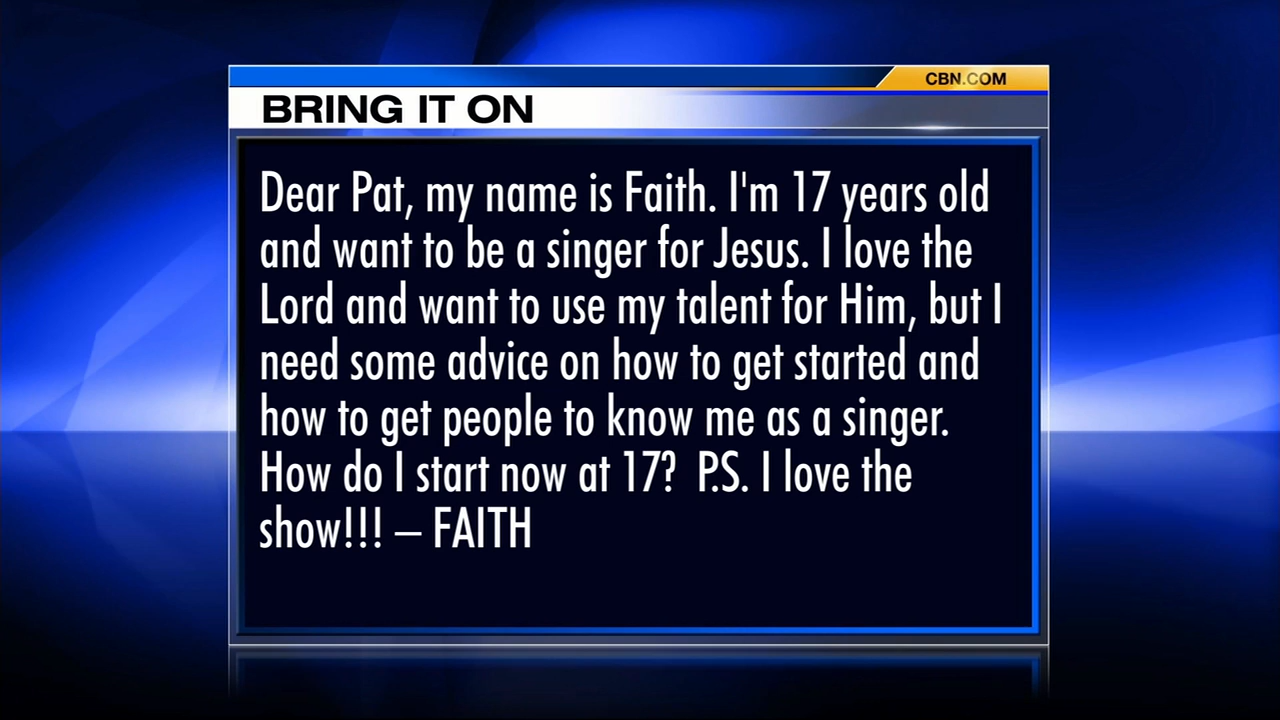 CBN.COM
BRING IT ON
Dear Pat, my name is Faith. I'm 17 years old
and want to be a singer for Jesus. I love the
Lord and want to use my talent for Him, but I
need some advice on how to get started and
how to get people to know me as a singer.
How do I start now at 17?  P.S. I love the
show!!! – FAITH